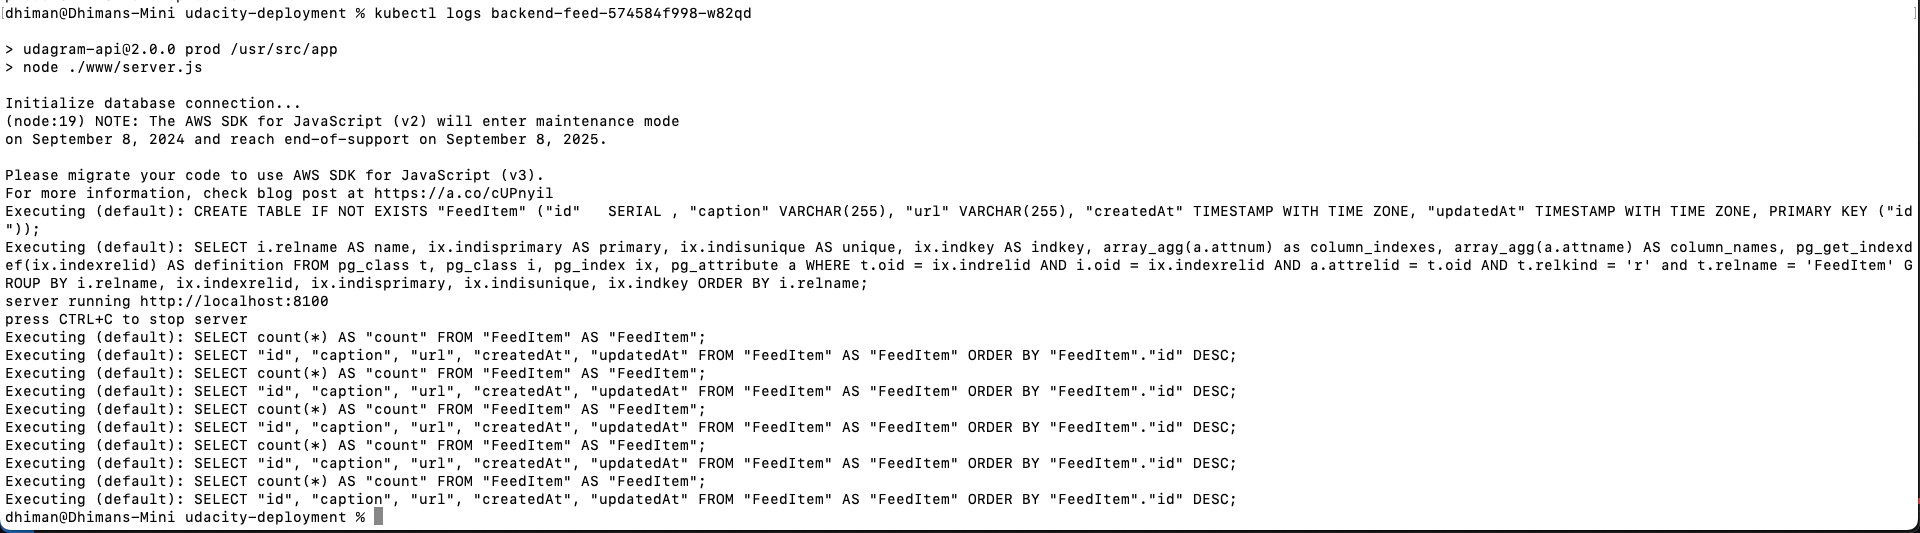 [dhiman@Dhimans-Mini udacity-deployment % kubectl logs backend-feed-574584f998-w82qd ]
> udagram-api@2.0.0 prod /usr/src/app
> node ./www/server.js
Initialize database connection...
(node:19) NOTE: The AWS SDK for JavaScript (v2) will enter maintenance mode
on September 8, 2024 and reach end-of-support on September 8, 2025.
Please migrate your code to use AWS SDK for JavaScript (v3).
For more information, check blog post at https://a.co/cUPnyil
Executing (default): CREATE TABLE IF NOT EXISTS "FeedItem" ("id"   SERIAL , "caption" VARCHAR(255), "url" VARCHAR(255), "createdAt" TIMESTAMP WITH TIME ZONE, "updatedAt" TIMESTAMP WITH TIME ZONE, PRIMARY KEY ("id
"));
Executing (default): SELECT i.relname AS name, ix.indisprimary AS primary, ix.indisunique AS unique, ix.indkey AS indkey, array_agg(a.attnum) as column_indexes, array_agg(a.attname) AS column_names, pg_get_indexd
ef(ix.indexrelid) AS definition FROM pg_class t, pg_class i, pg_index ix, pg_attribute a WHERE t.oid = ix.indrelid AND i.oid = ix.indexrelid AND a.attrelid = t.oid AND t.relkind = 'r' and t.relname = 'FeedItem' G
ROUP BY i.relname, ix.indexrelid, ix.indisprimary, ix.indisunique, ix.indkey ORDER BY i.relname;
server running http://localhost:8100
press CTRL+C to stop server
Executing (default): SELECT count(*) AS "count" FROM "FeedItem" AS "FeedItem";
Executing (default): SELECT "id", "caption", "url", "createdAt", "updatedAt" FROM "FeedItem" AS "FeedItem" ORDER BY "FeedItem"."id" DESC;
Executing (default): SELECT count(*) AS "count" FROM "FeedItem" AS "FeedItem";
Executing (default): SELECT "id", "caption", "url", "createdAt", "updatedAt" FROM "FeedItem" AS "FeedItem" ORDER BY "FeedItem"."id" DESC;
Executing (default): SELECT count(*) AS "count" FROM "FeedItem" AS "FeedItem";
Executing (default): SELECT "id", "caption", "url", "createdAt", "updatedAt" FROM "FeedItem" AS "FeedItem" ORDER BY "FeedItem"."id" DESC;
Executing (default): SELECT count(*) AS "count" FROM "FeedItem" AS "FeedItem";
Executing (default): SELECT "id", "caption", "url", "createdAt", "updatedAt" FROM "FeedItem" AS "FeedItem" ORDER BY "FeedItem"."id" DESC;
Executing (default): SELECT count(*) AS "count" FROM "FeedItem" AS "FeedItem";
Executing (default): SELECT "id", "caption", "url", "createdAt", "updatedAt" FROM "FeedItem" AS "FeedItem" ORDER BY "FeedItem"."id" DESC;
dhiman@Dhimans-Mini udacity-deployment %